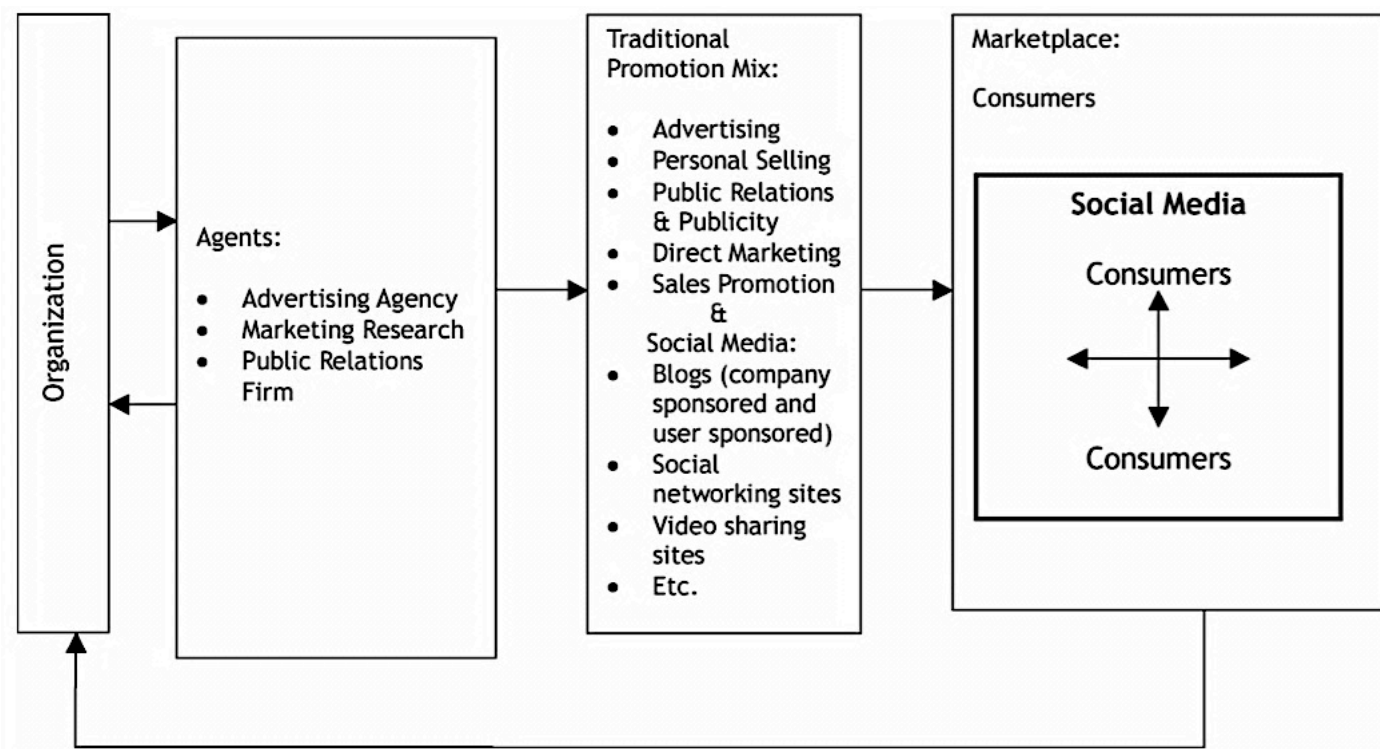 Organization
Agents:
• Advertising Agency
• Marketing Research
• Public Relations
Firm
Traditional
Promotion Mix:
• Advertising
• Personal Selling
• Public Relations
& Publicity
• Direct Marketing
• Sales Promotion
&
Social Media:
• Blogs (company
sponsored and
user sponsored)
• Social
networking sites
• Video sharing
sites
• Etc.
Marketplace:
Consumers
Social Media
Consumers
Consumers